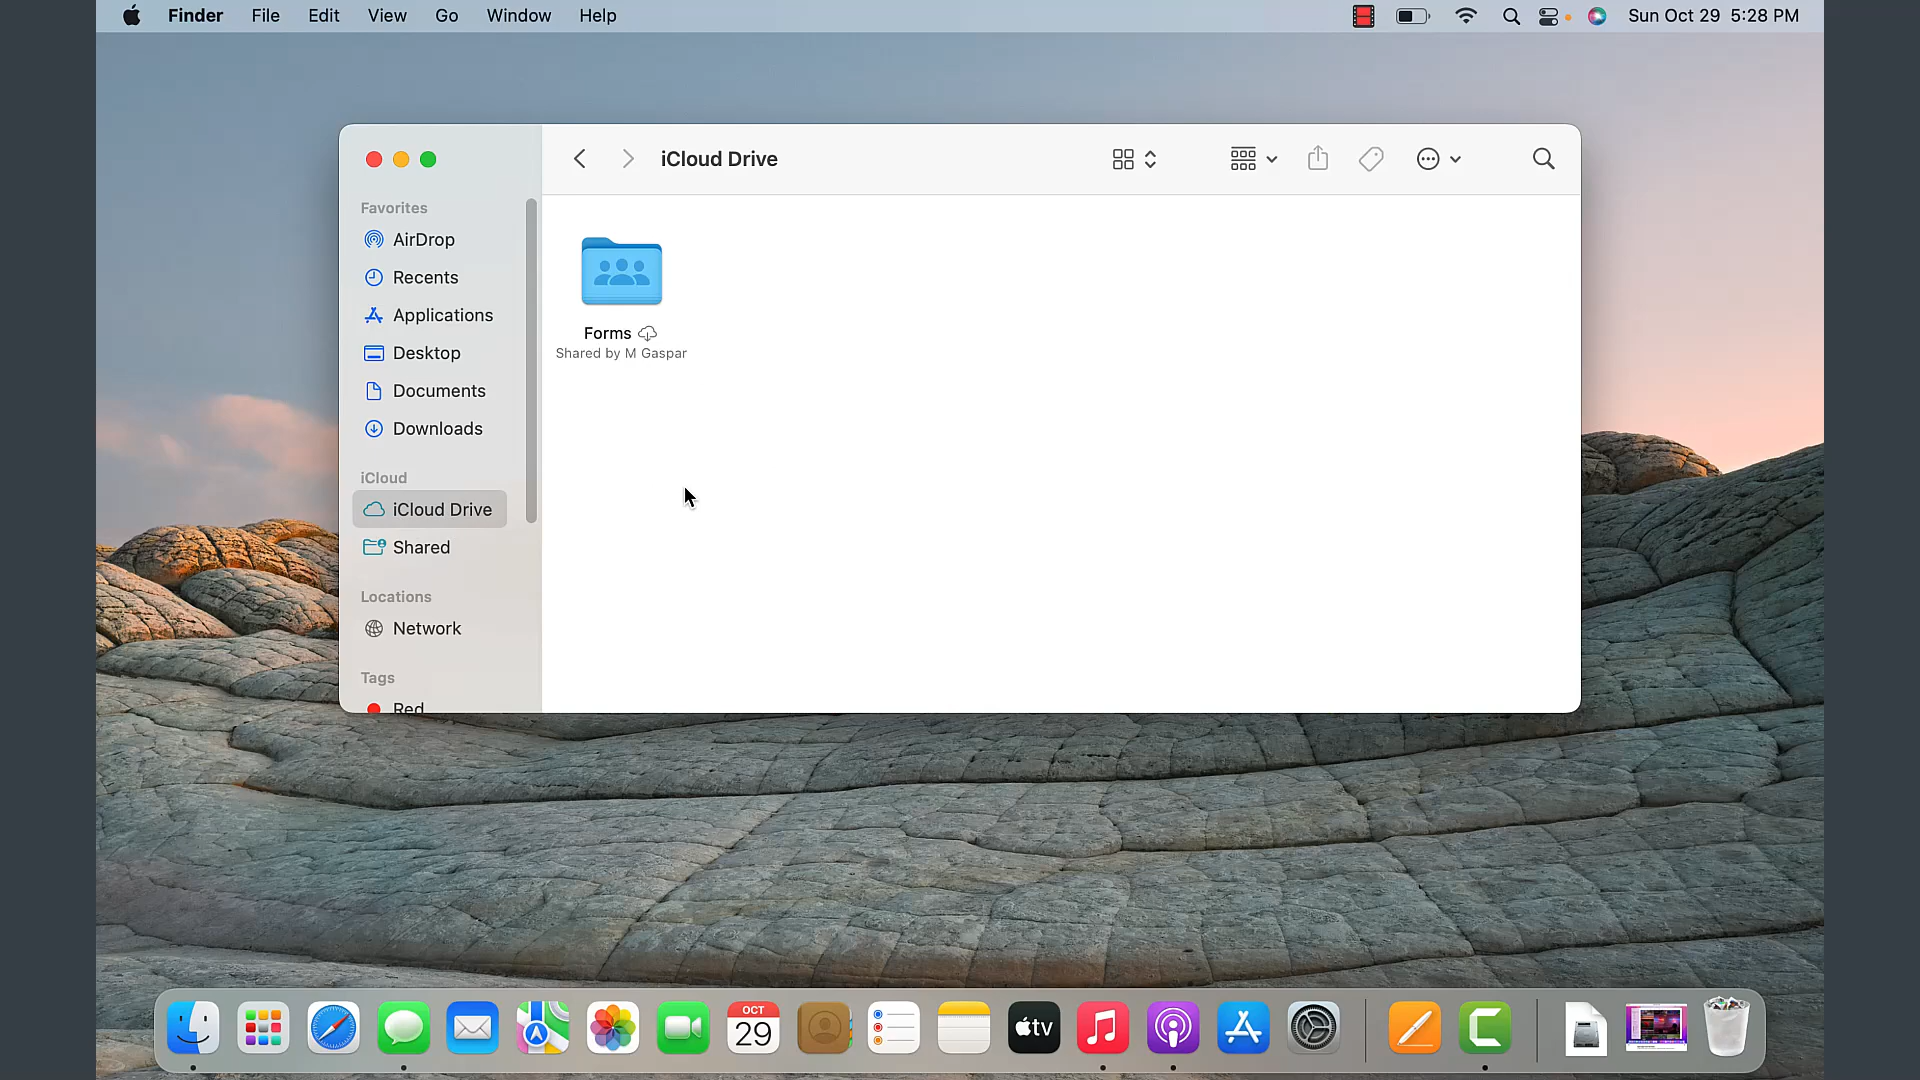 Finder File Edit View Go Window Help Sun Oct 29 5:28 PM
iCloud Drive
Favorites
AirDrop
Recents
Applications
Desktop
Documents
Downloads
iCloud
iCloud Drive
Shared
Locations
Network
Tags
Red
Forms
Shared by M Gaspar
OCT
29
tv